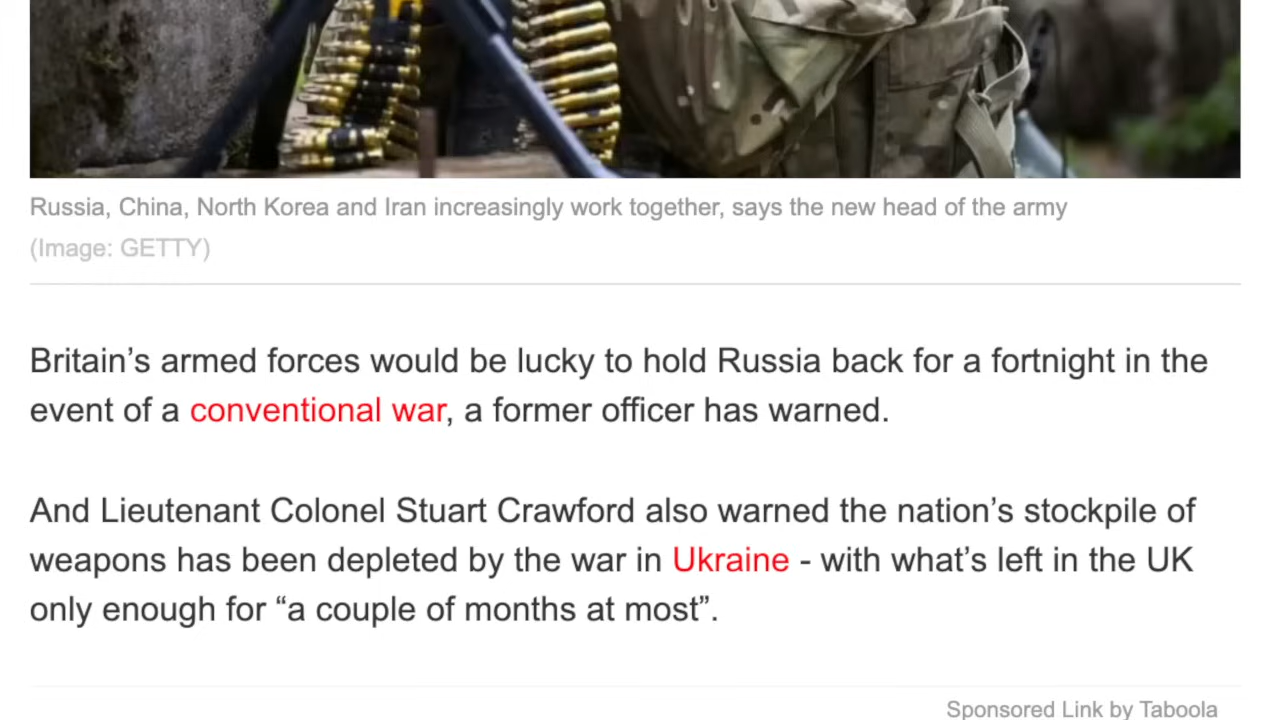 Russia, China, North Korea and Iran increasingly work together, says the new head of the army
(Image: GETTY)
Britain’s armed forces would be lucky to hold Russia back for a fortnight in the
event of a conventional war, a former officer has warned.
And Lieutenant Colonel Stuart Crawford also warned the nation’s stockpile of
weapons has been depleted by the war in Ukraine - with what’s left in the UK
only enough for “a couple of months at most”.
Sponsored Link by Taboola